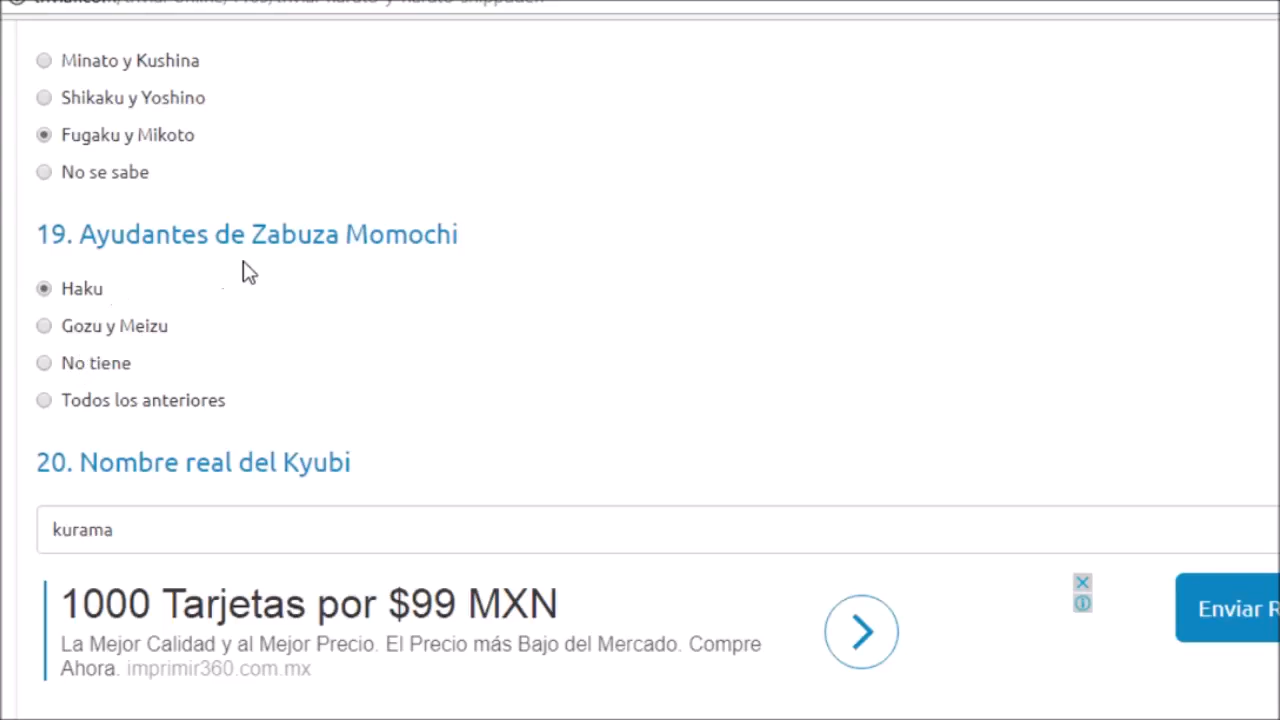 Minato y Kushina
Shikaku y Yoshino
Fugaku y Mikoto
No se sabe
19. Ayudantes de Zabuza Momochi
Haku
Gozu y Meizu
No tiene
Todos los anteriores
20. Nombre real del Kyubi
kurama
1000 Tarjetas por $99 MXN
La Mejor Calidad y al Mejor Precio. El Precio más Bajo del Mercado. Compre
Ahora. imprimir360.com.mx
Enviar R